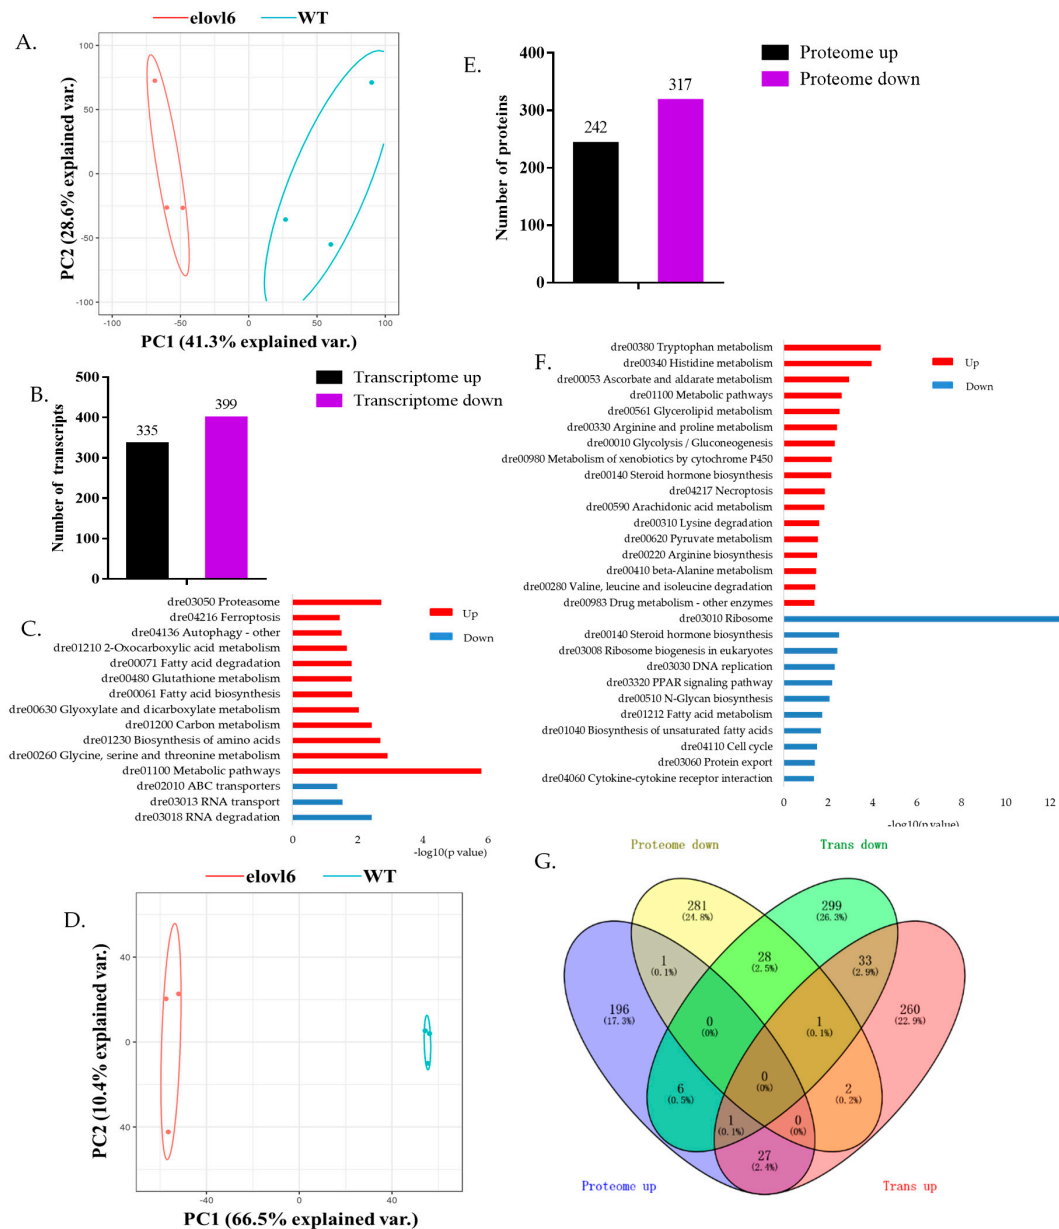 elovl6 WT
A.
100
50
0
-50
-100
-100 -50 0 50 100
PC2 (28.6% explained var.)
PC1 (41.3% explained var.)
E.
Proteome up
Proteome down
400
300
200
100
0
Number of proteins
242
317
B.
Transcriptome up
Transcriptome down
500
400
300
200
100
0
Number of transcripts
335
399
C.
Up
Down
dre03050 Proteasome
dre04216 Ferroptosis
dre04136 Autophagy - other
dre01210 2-Oxocarboxylic acid metabolism
dre00071 Fatty acid degradation
dre00480 Glutathione metabolism
dre00061 Fatty acid biosynthesis
dre00630 Glyoxylate and dicarboxylate metabolism
dre01200 Carbon metabolism
dre01230 Biosynthesis of amino acids
dre00260 Glycine, serine and threonine metabolism
dre01100 Metabolic pathways
dre02010 ABC transporters
dre03013 RNA transport
dre03018 RNA degradation
0 2 4 6
-log10(p value)
F.
Up
Down
dre00380 Tryptophan metabolism
dre00340 Histidine metabolism
dre00053 Ascorbate and aldarate metabolism
dre01100 Metabolic pathways
dre00561 Glycerolipid metabolism
dre00330 Arginine and proline metabolism
dre00010 Glycolysis / Gluconeogenesis
dre00980 Metabolism of xenobiotics by cytochrome P450
dre00140 Steroid hormone biosynthesis
dre04217 Necroptosis
dre00590 Arachidonic acid metabolism
dre00310 Lysine degradation
dre00620 Pyruvate metabolism
dre00220 Arginine biosynthesis
dre00410 beta-Alanine metabolism
dre00280 Valine, leucine and isoleucine degradation
dre00983 Drug metabolism - other enzymes
dre03010 Ribosome
dre00140 Steroid hormone biosynthesis
dre03008 Ribosome biogenesis in eukaryotes
dre03030 DNA replication
dre03320 PPAR signaling pathway
dre00510 N-Glycan biosynthesis
dre01212 Fatty acid metabolism
dre01040 Biosynthesis of unsaturated fatty acids
dre04110 Cell cycle
dre03060 Protein export
dre04060 Cytokine-cytokine receptor interaction
0 2 4 6 8 10 12
-log10(p value)
elovl6 WT
D.
40
0
40
-40 0 40
PC2 (10.4% explained var.)
PC1 (66.5% explained var.)
G.
Proteome down
Trans down
281
(24.8%)
299
(26.3%)
1
(0.1%)
28
(2.5%)
33
(2.9%)
196
(17.3%)
260
(22.9%)
0
(0%)
1
(0.1%)
0
(0%)
6
(0.5%)
2
(0.2%)
1
(0.1%)
0
(0%)
27
(2.4%)
Proteome up
Trans up